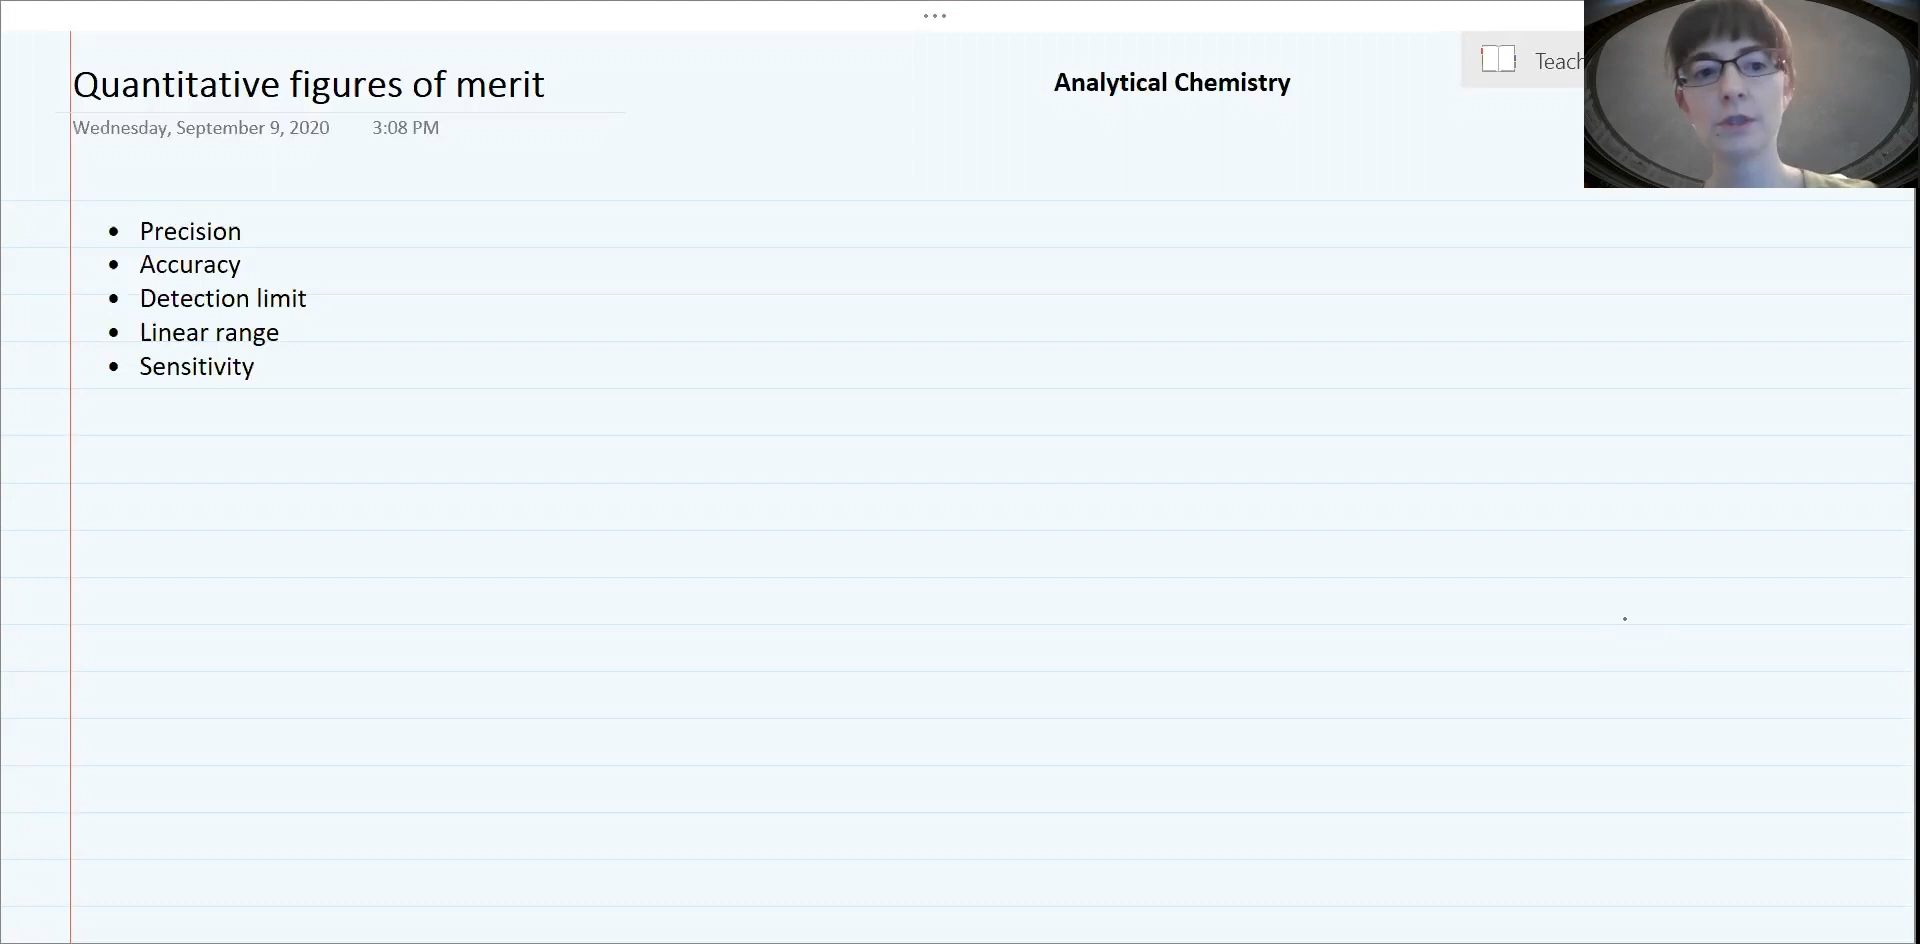 Quantitative figures of merit
Analytical Chemistry
Teach
Wednesday, September 9, 2020 3:08 PM
• Precision
• Accuracy
• Detection limit
• Linear range
• Sensitivity